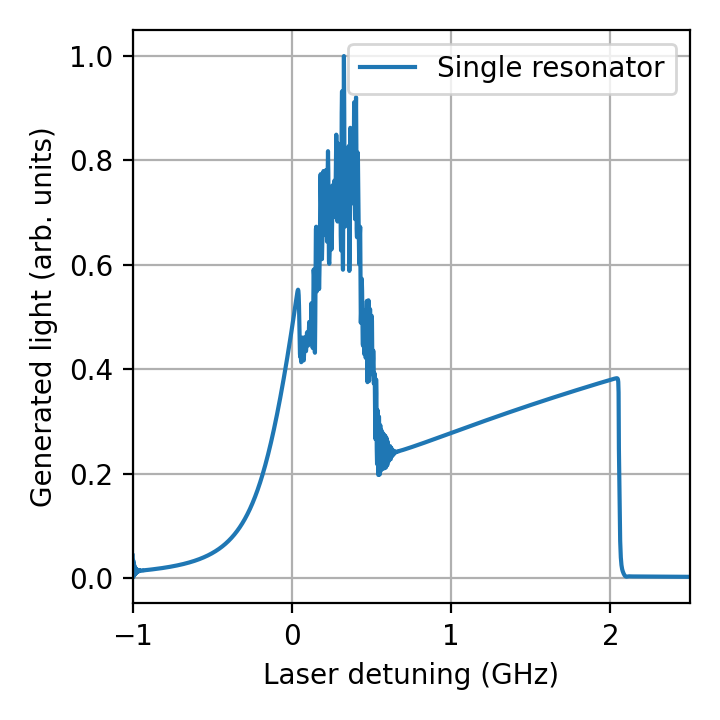 Single resonator
Generated light (arb. units)
1.0
0.8
0.6
0.4
0.2
0.0
−1 0 1 2
Laser detuning (GHz)